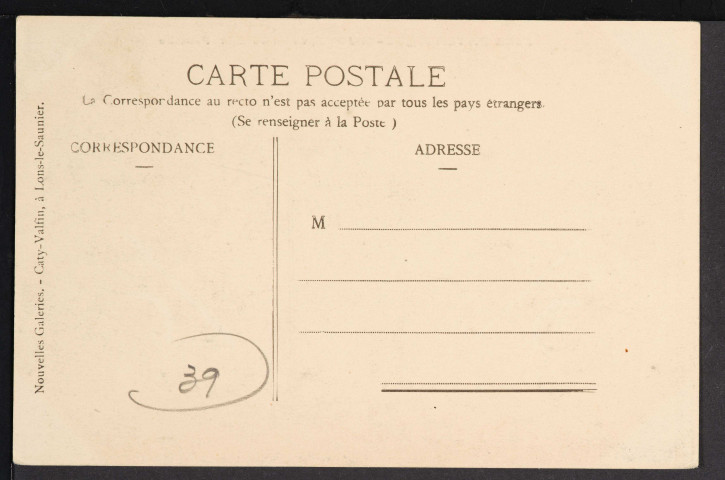 CARTE POSTALE
La Correspondance au recto n'est pas acceptée par tous les pays étrangers.
(Se renseigner à la Poste )
CORRESPONDANCE
ADRESSE
M
39
Nouvelles Galeries. - Caty-Valfin, à Lons-le-Saunier.